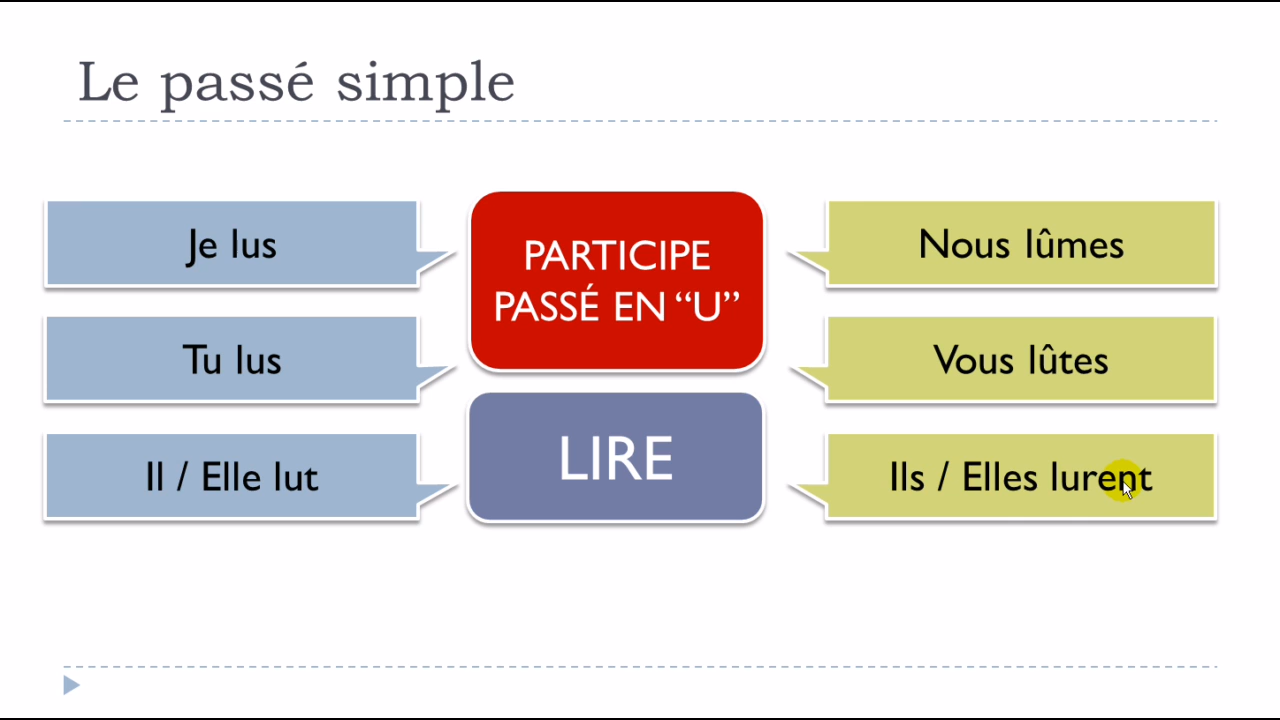 Le passé simple
Je lus
Tu lus
Il / Elle lut
PARTICIPE
PASSÉ EN “U”
LIRE
Nous lûmes
Vous lûtes
Ils / Elles lurent